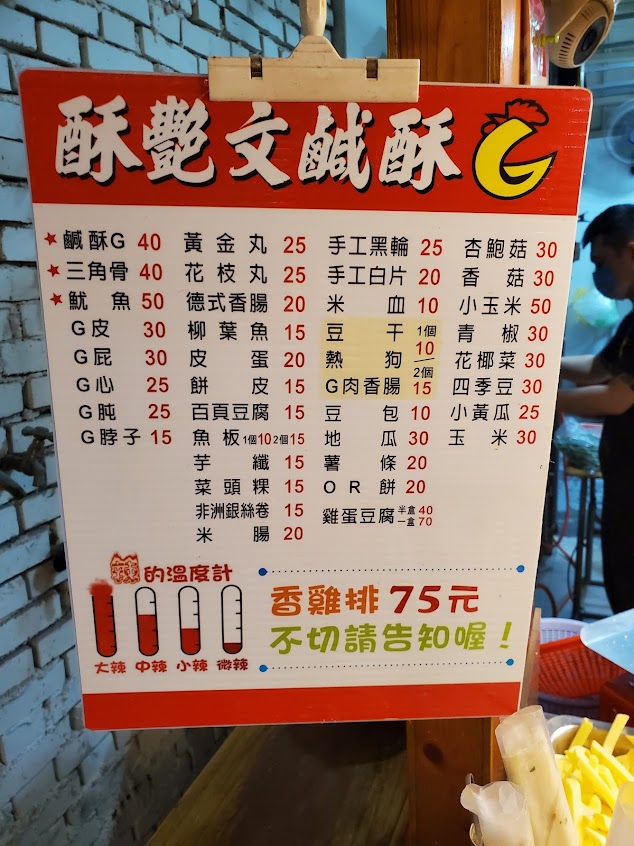 酥艷文鹹酥G
★鹹酥G 40
★三角骨 40
★魷魚 50
G皮 30
G屁 30
G心 25
G肫 25
G脖子 15
黃金丸 25
花枝丸 25
德式香腸 20
柳葉魚 15
皮蛋 20
餅皮 15
百頁豆腐 15
魚板 1個10 2個15
芋纖 15
菜頭粿 15
非洲銀絲卷 15
米腸 20
手工黑輪 25
手工白片 20
米血 10
豆干 1個
熱狗 10
2個
G肉香腸 15
豆包 10
地瓜 30
薯條 20
OR餅 20
雞蛋豆腐 半盒40
一盒70
杏鮑菇 30
香菇 30
小玉米 50
青椒 30
花椰菜 30
四季豆 30
小黃瓜 25
玉米 30
辣的溫度計
大辣 中辣 小辣 微辣
香雞排 75元
不切請告知喔！